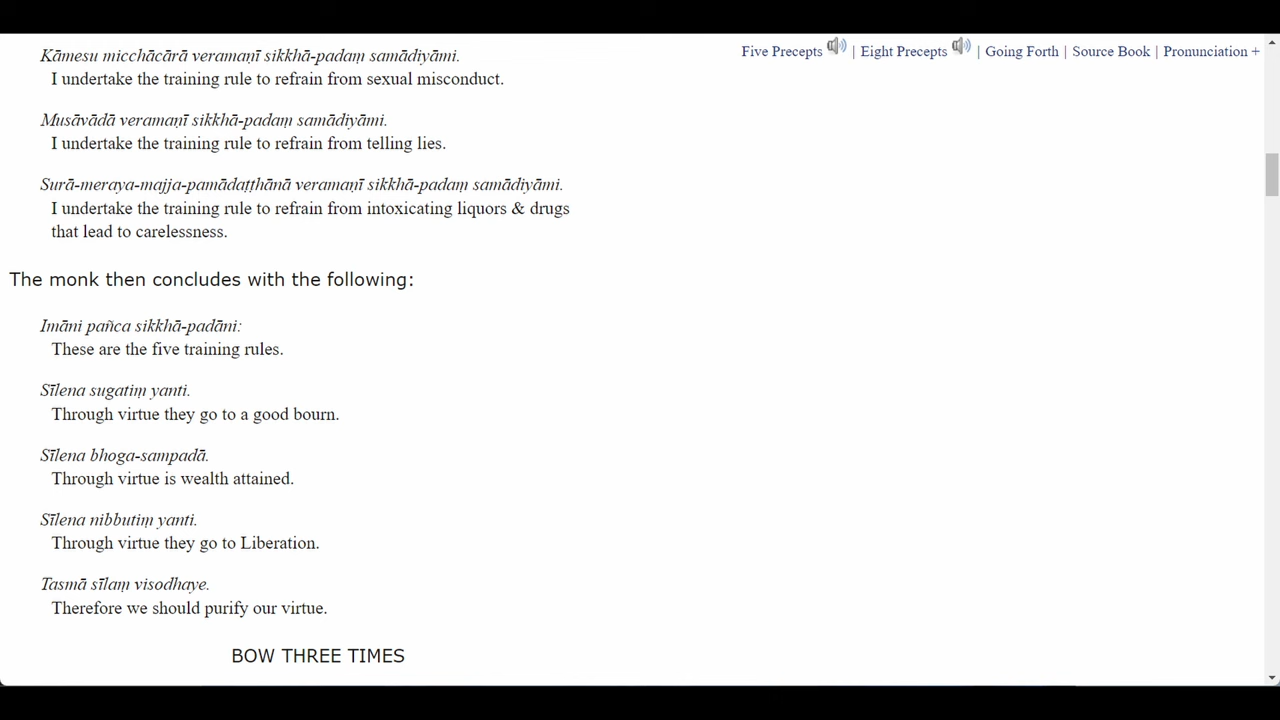 Five Precepts | Eight Precepts | Going Forth | Source Book | Pronunciation +
Kāmesu micchācārā veramaṇī sikkhā-padaṃ samādiyāmi.
I undertake the training rule to refrain from sexual misconduct.
Musāvādā veramaṇī sikkhā-padaṃ samādiyāmi.
I undertake the training rule to refrain from telling lies.
Surā-meraya-majja-pamādaṭṭhānā veramaṇī sikkhā-padaṃ samādiyāmi.
I undertake the training rule to refrain from intoxicating liquors & drugs
that lead to carelessness.
The monk then concludes with the following:
Imāni pañca sikkhā-padāni:
These are the five training rules.
Sīlena sugatiṃ yanti.
Through virtue they go to a good bourn.
Sīlena bhoga-sampadā.
Through virtue is wealth attained.
Sīlena nibbutiṃ yanti.
Through virtue they go to Liberation.
Tasmā sīlaṃ visodhaye.
Therefore we should purify our virtue.
BOW THREE TIMES